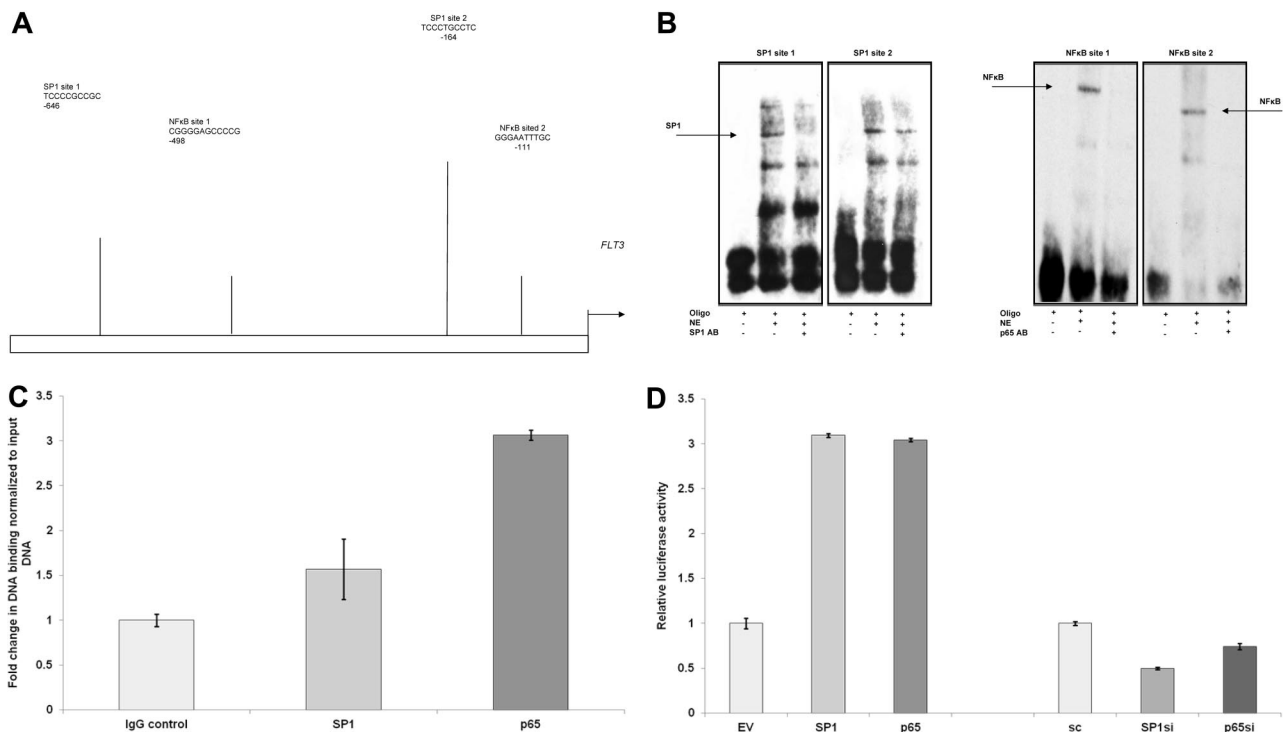 A
SP1 site 2
TCCCTGCCTC
-164
SP1 site 1
TCCCCGCCGC
-646
NFκB site 1
CGGGGAGCCCCG
-498
NFκB sited 2
GGGAATTTGC
-111
FLT3
B
SP1 site 1
SP1 site 2
SP1
Oligo + + + + + +
NE - + + - + +
SP1 AB - - + - - +
NFκB site 1
NFκB site 2
NFκB
NFκB
Oligo + + + + + +
NE - + + - + +
p65 AB - - + - - +
C
Fold change in DNA binding normalized to input
DNA
3.5
3
2.5
2
1.5
1
0.5
0
IgG control
SP1
p65
D
Relative luciferase activity
3.5
3
2.5
2
1.5
1
0.5
0
EV
SP1
p65
sc
SP1si
p65si